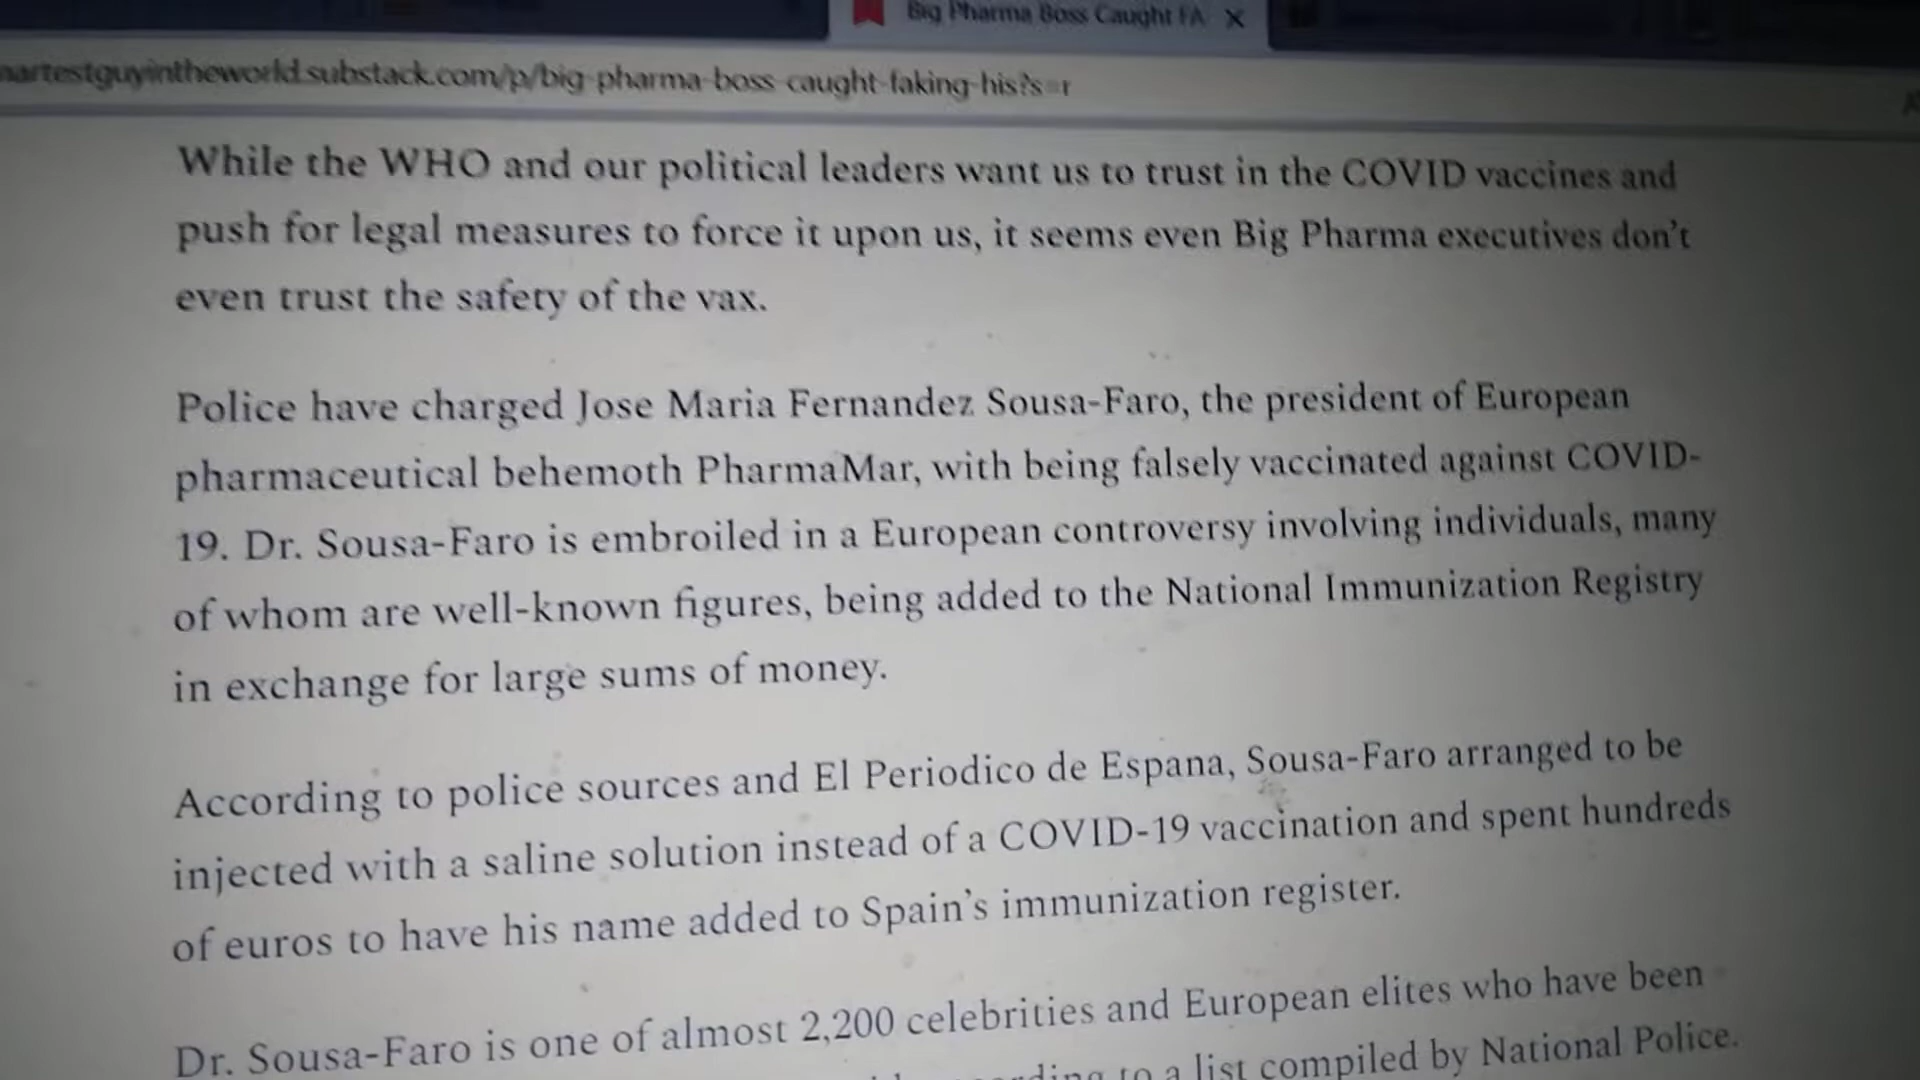 Big Pharma Boss Caught FA
artestguyintheworld.substack.com/p/big-pharma-boss-caught-faking-his?s=r
While the WHO and our political leaders want us to trust in the COVID vaccines and
push for legal measures to force it upon us, it seems even Big Pharma executives don't
even trust the safety of the vax.
Police have charged Jose Maria Fernandez Sousa-Faro, the president of European
pharmaceutical behemoth PharmaMar, with being falsely vaccinated against COVID-
19. Dr. Sousa-Faro is embroiled in a European controversy involving individuals, many
of whom are well-known figures, being added to the National Immunization Registry
in exchange for large sums of money.
According to police sources and El Periodico de Espana, Sousa-Faro arranged to be
injected with a saline solution instead of a COVID-19 vaccination and spent hundreds
of euros to have his name added to Spain's immunization register.
Dr. Sousa-Faro is one of almost 2,200 celebrities and European elites who have been
to a list compiled by National Police.